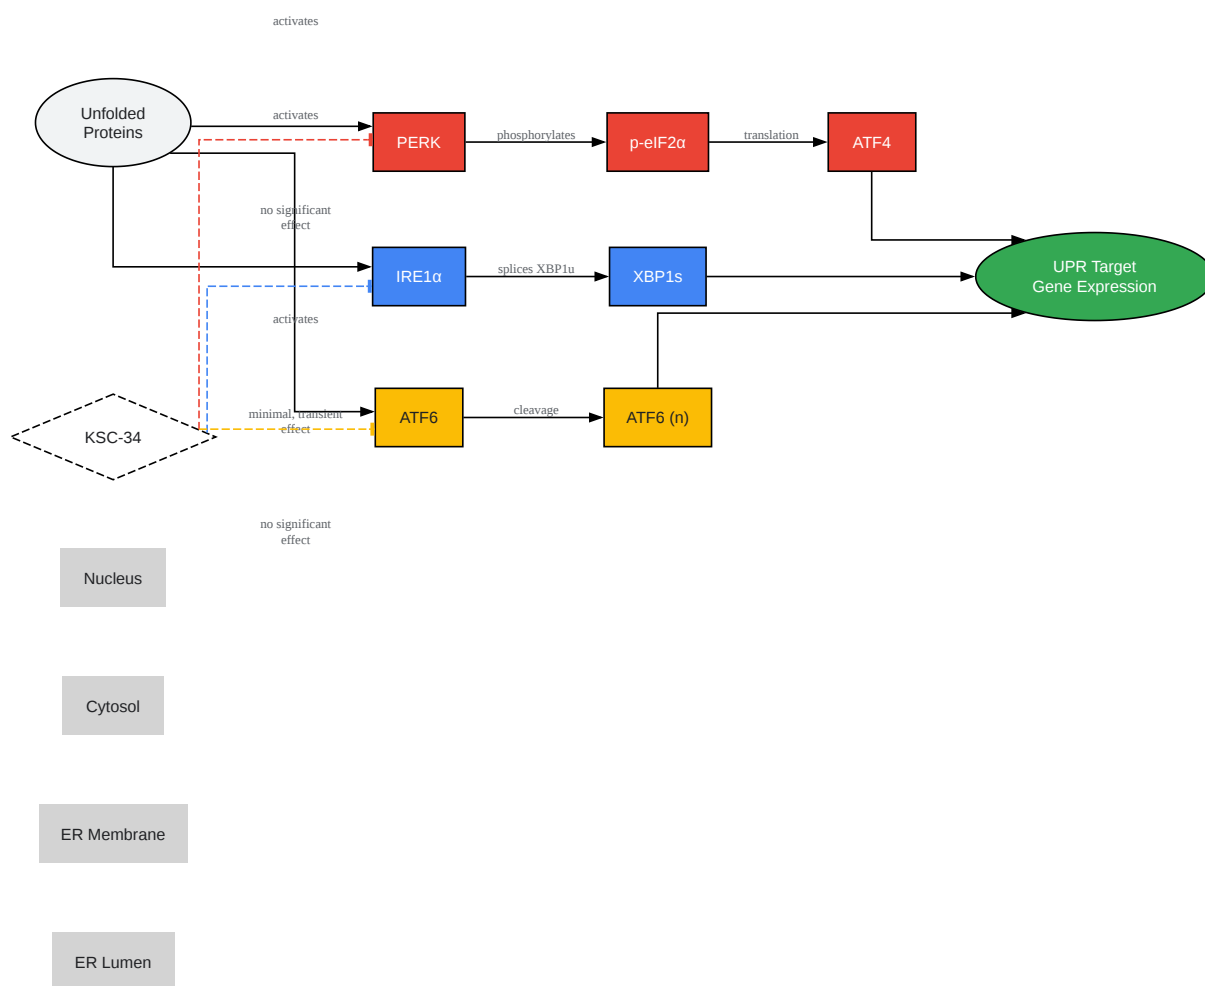 activates
Unfolded
Proteins
activates
PERK
phosphorylates
p-eIF2α
translation
ATF4
no significant
effect
IRE1α
splices XBP1u
XBP1s
UPR Target
Gene Expression
activates
KSC-34
minimal, transient
effect
ATF6
cleavage
ATF6 (n)
no significant
effect
Nucleus
Cytosol
ER Membrane
ER Lumen